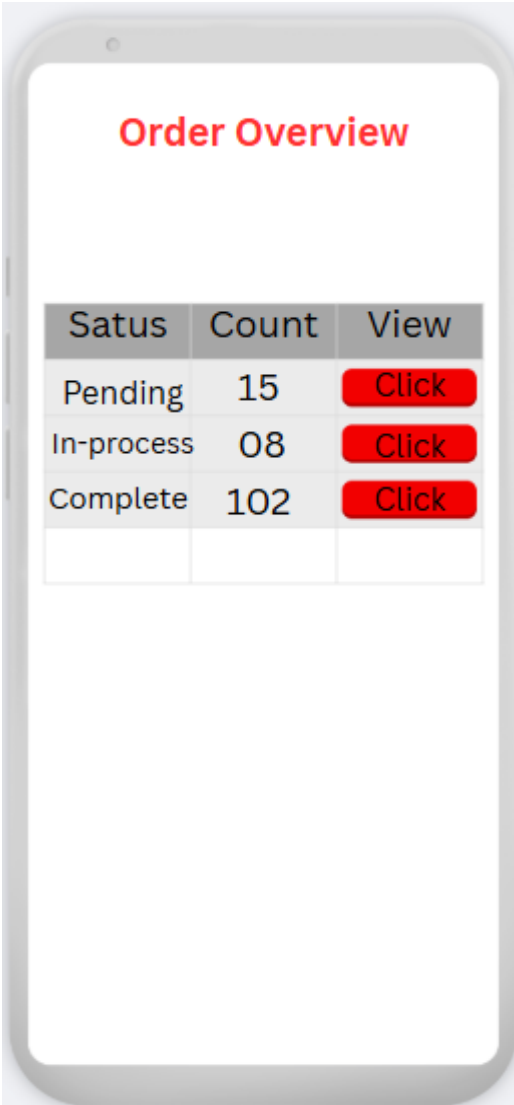 Order Overview
Satus Count View
Pending 15 Click
In-process 08 Click
Complete 102 Click